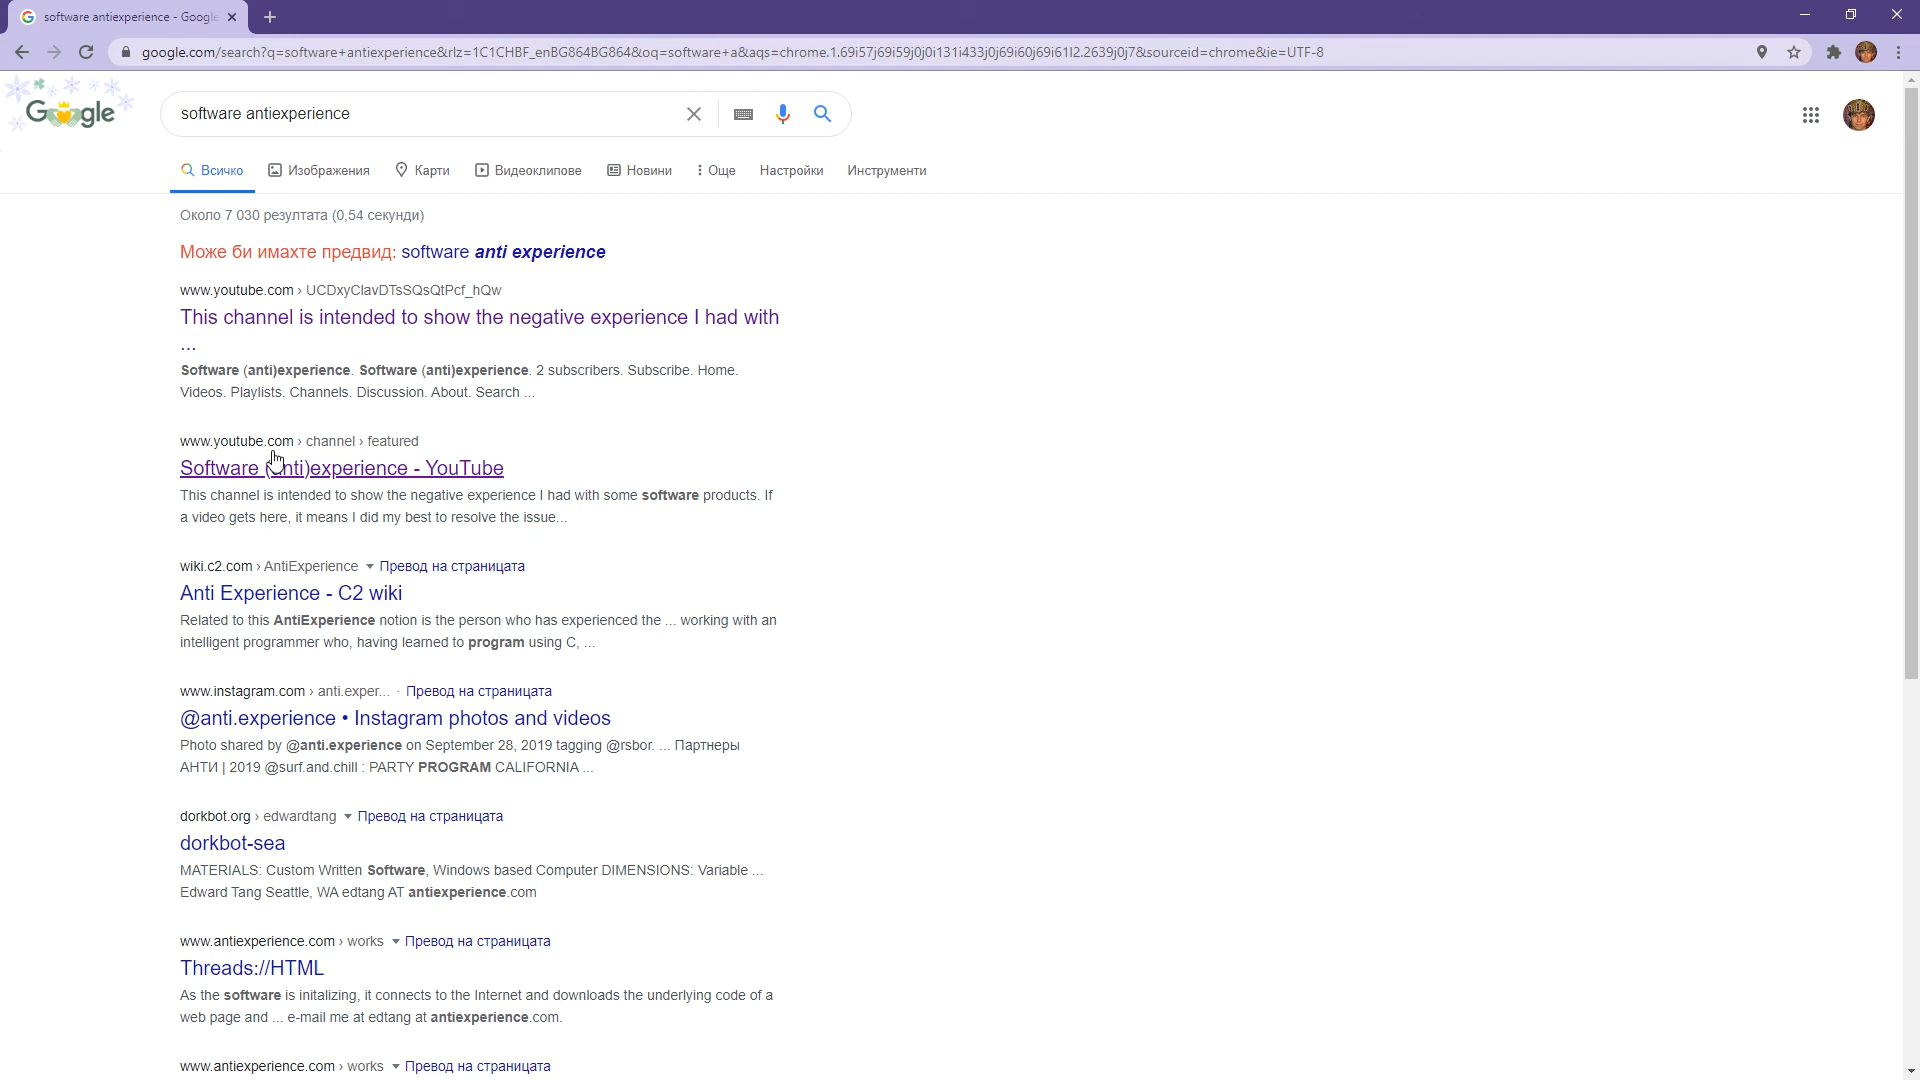 software antiexperience - Google
google.com/search?q=software+antiexperience&rlz=1C1CHBF_enBG864BG864&oq=software+a&aqs=chrome.1.69i57j69i59j0j0i131i433j0j69i60j69i61l2.2639j0j7&sourceid=chrome&ie=UTF-8
Google
software antiexperience
Всичко Изображения Карти Видеоклипове Новини Още Настройки Инструменти
Около 7 030 резултата (0,54 секунди)
Може би имахте предвид: software anti experience
www.youtube.com › UCDxyClavDTsSQsQtPcf_hQw
This channel is intended to show the negative experience I had with
...
Software (anti)experience. Software (anti)experience. 2 subscribers. Subscribe. Home.
Videos. Playlists. Channels. Discussion. About. Search ...
www.youtube.com › channel › featured
Software (anti)experience - YouTube
This channel is intended to show the negative experience I had with some software products. If
a video gets here, it means I did my best to resolve the issue...
wiki.c2.com › AntiExperience Превод на страницата
Anti Experience - C2 wiki
Related to this AntiExperience notion is the person who has experienced the ... working with an
intelligent programmer who, having learned to program using C, ...
www.instagram.com › anti.exper... · Превод на страницата
@anti.experience • Instagram photos and videos
Photo shared by @anti.experience on September 28, 2019 tagging @rsbor. ... Партнеры
АНТИ | 2019 @surf.and.chill : PARTY PROGRAM CALIFORNIA ...
dorkbot.org › edwardtang Превод на страницата
dorkbot-sea
MATERIALS: Custom Written Software, Windows based Computer DIMENSIONS: Variable ...
Edward Tang Seattle, WA edtang AT antiexperience.com
www.antiexperience.com › works Превод на страницата
Threads://HTML
As the software is initalizing, it connects to the Internet and downloads the underlying code of a
web page and ... e-mail me at edtang at antiexperience.com.
www.antiexperience.com › works Превод на страницата